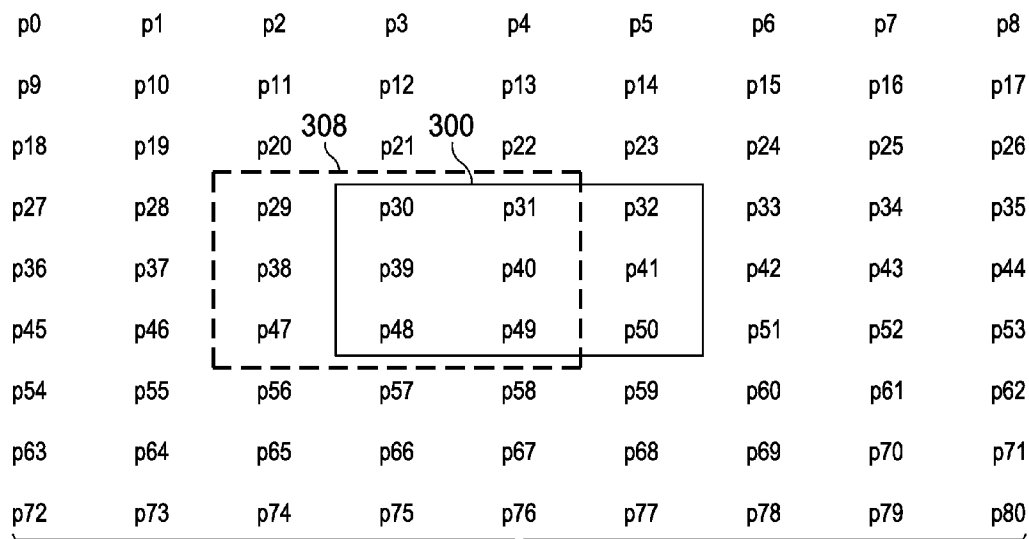 p0 p1 p2 p3 p4 p5 p6 p7 p8
p9 p10 p11 p12 p13 p14 p15 p16 p17
308 300
p18 p19 p20 p21 p22 p23 p24 p25 p26
p27 p28 p29 p30 p31 p32 p33 p34 p35
p36 p37 p38 p39 p40 p41 p42 p43 p44
p45 p46 p47 p48 p49 p50 p51 p52 p53
p54 p55 p56 p57 p58 p59 p60 p61 p62
p63 p64 p65 p66 p67 p68 p69 p70 p71
p72 p73 p74 p75 p76 p77 p78 p79 p80